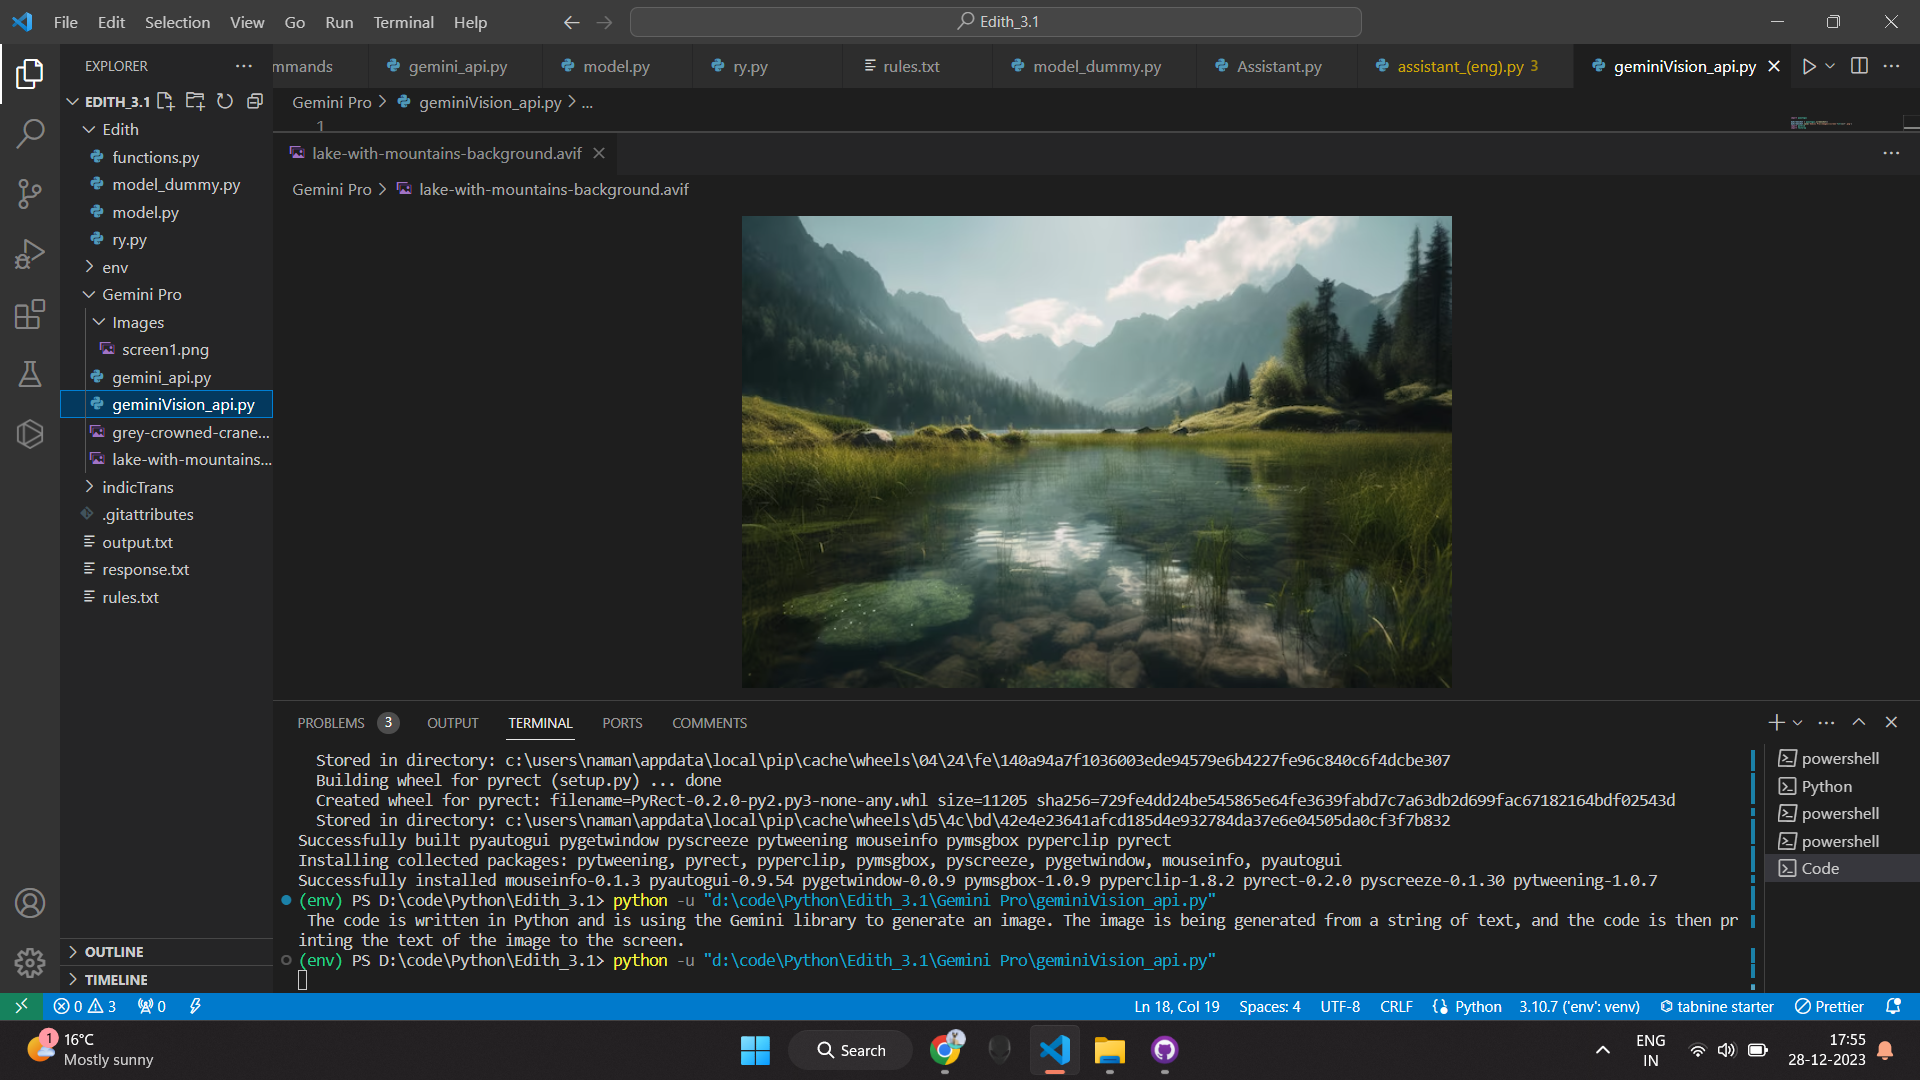 File Edit Selection View Go Run Terminal Help
Edith_3.1
EXPLORER
EDITH_3.1
Edith
functions.py
model_dummy.py
model.py
ry.py
env
Gemini Pro
Images
screen1.png
gemini_api.py
geminiVision_api.py
grey-crowned-crane...
lake-with-mountains...
indicTrans
.gitattributes
output.txt
response.txt
rules.txt
OUTLINE
TIMELINE
mmands gemini_api.py model.py ry.py rules.txt model_dummy.py Assistant.py assistant_(eng).py 3 geminiVision_api.py
Gemini Pro > geminiVision_api.py > ...
1
lake-with-mountains-background.avif
Gemini Pro > lake-with-mountains-background.avif
PROBLEMS 3 OUTPUT TERMINAL PORTS COMMENTS
Stored in directory: c:\users\naman\appdata\local\pip\cache\wheels\04\24\fe\140a94a7f1036003ede94579e6b4227fe96c840c6f4dcbe307
Building wheel for pyrect (setup.py) ... done
Created wheel for pyrect: filename=PyRect-0.2.0-py2.py3-none-any.whl size=11205 sha256=729fe4dd24be545865e64fe3639fabd7c7a63db2d699fac67182164bdf02543d
Stored in directory: c:\users\naman\appdata\local\pip\cache\wheels\d5\4c\bd\42e4e23641afcd185d4e932784da37e6e04505da0cf3f7b832
Successfully built pyautogui pygetwindow pyscreeze pytweening mouseinfo pymsgbox pyperclip pyrect
Installing collected packages: pytweening, pyrect, pyperclip, pymsgbox, pyscreeze, pygetwindow, mouseinfo, pyautogui
Successfully installed mouseinfo-0.1.3 pyautogui-0.9.54 pygetwindow-0.0.9 pymsgbox-1.0.9 pyperclip-1.8.2 pyrect-0.2.0 pyscreeze-0.1.30 pytweening-1.0.7
(env) PS D:\code\Python\Edith_3.1> python -u "d:\code\Python\Edith_3.1\Gemini Pro\geminiVision_api.py"
The code is written in Python and is using the Gemini library to generate an image. The image is being generated from a string of text, and the code is then pr
inting the text of the image to the screen.
(env) PS D:\code\Python\Edith_3.1> python -u "d:\code\Python\Edith_3.1\Gemini Pro\geminiVision_api.py"
powershell
Python
powershell
powershell
Code
0 3 0 Ln 18, Col 19 Spaces: 4 UTF-8 CRLF Python 3.10.7 ('env': venv) tabnine starter Prettier
1 16°C
Mostly sunny
Search
ENG
IN
17:55
28-12-2023